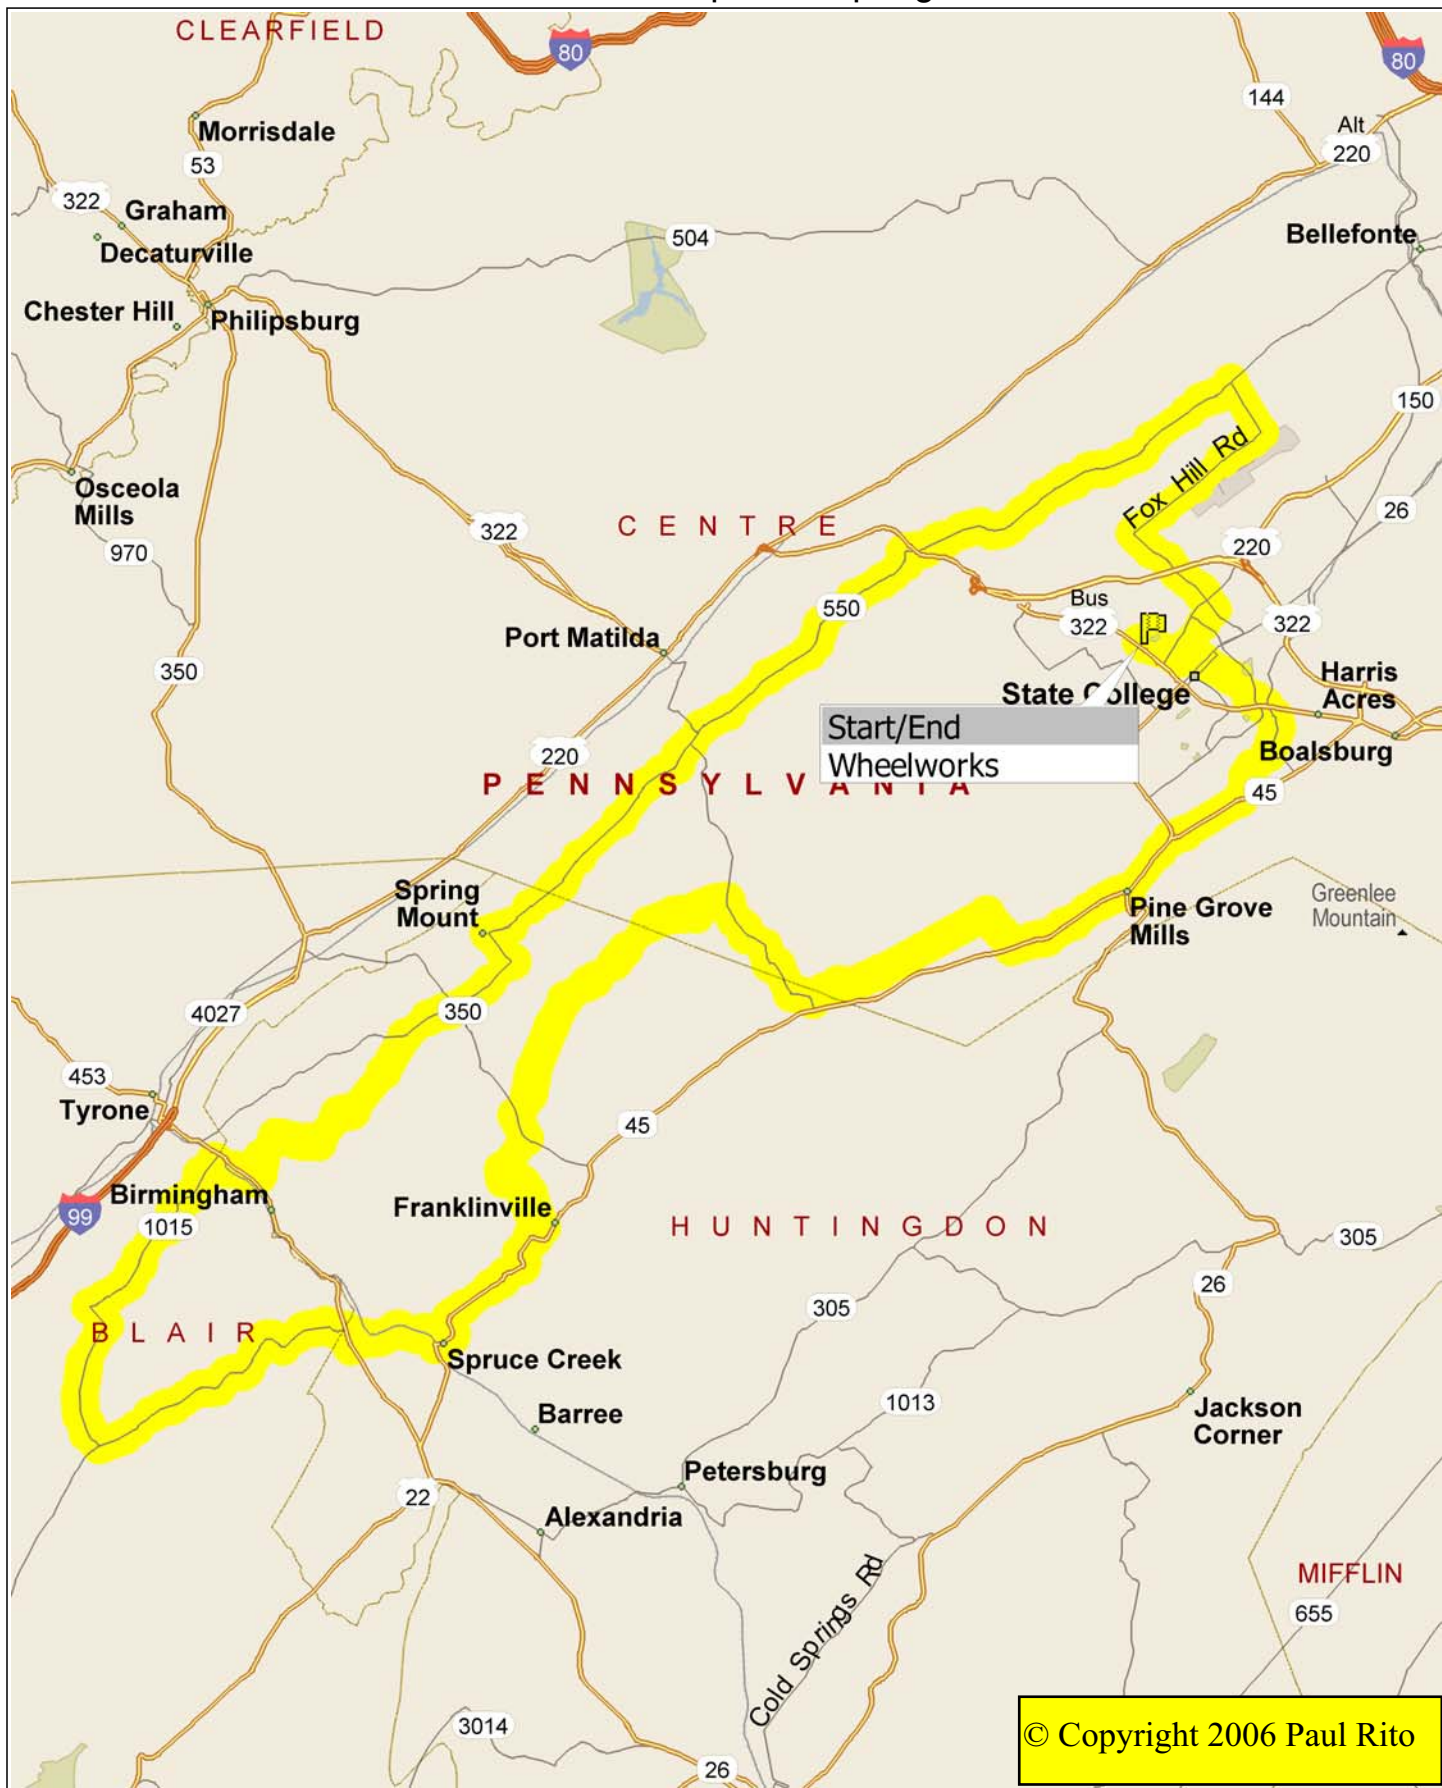 CLEARFIELD
80
80
144
Morrisdale
Alt
220
53
322
Graham
Decaturville
504
Bellefonte
Chester Hill
Philipsburg
150
Fox Hill Rd
Osceola
Mills
26
CENTRE
322
970
220
Bus
322
550
322
Port Matilda
350
Harris
Acres
State College
Start/End
Wheelworks
220
Boalsburg
PENNSYLVANIA
45
Spring
Mount
Greenlee
Mountain
Pine Grove
Mills
4027
350
453
Tyrone
45
Birmingham
Franklinville
99
1015
HUNTINGDON
305
26
305
BLAIR
Spruce Creek
1013
Jackson
Corner
Barree
Petersburg
22
Alexandria
Cold Springs Rd
MIFFLIN
655
3014
© Copyright 2006 Paul Rito
26